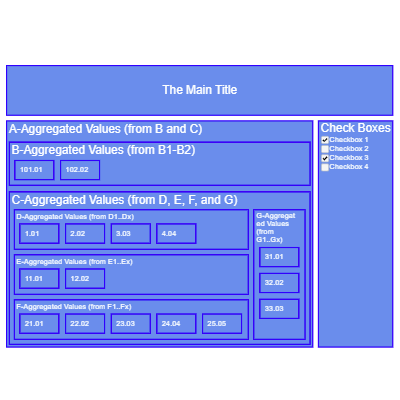 The Main Title
A-Aggregated Values (from B and C)
B-Aggregated Values (from B1-B2)
101.01 102.02
C-Aggregated Values (from D, E, F, and G)
D-Aggregated Values (from D1..Dx)
1.01 2.02 3.03 4.04
E-Aggregated Values (from E1..Ex)
11.01 12.02
F-Aggregated Values (from F1..Fx)
21.01 22.02 23.03 24.04 25.05
G-Aggregat
ed Values
(from
G1..Gx)
31.01
32.02
33.03
Check Boxes
Checkbox 1
Checkbox 2
Checkbox 3
Checkbox 4